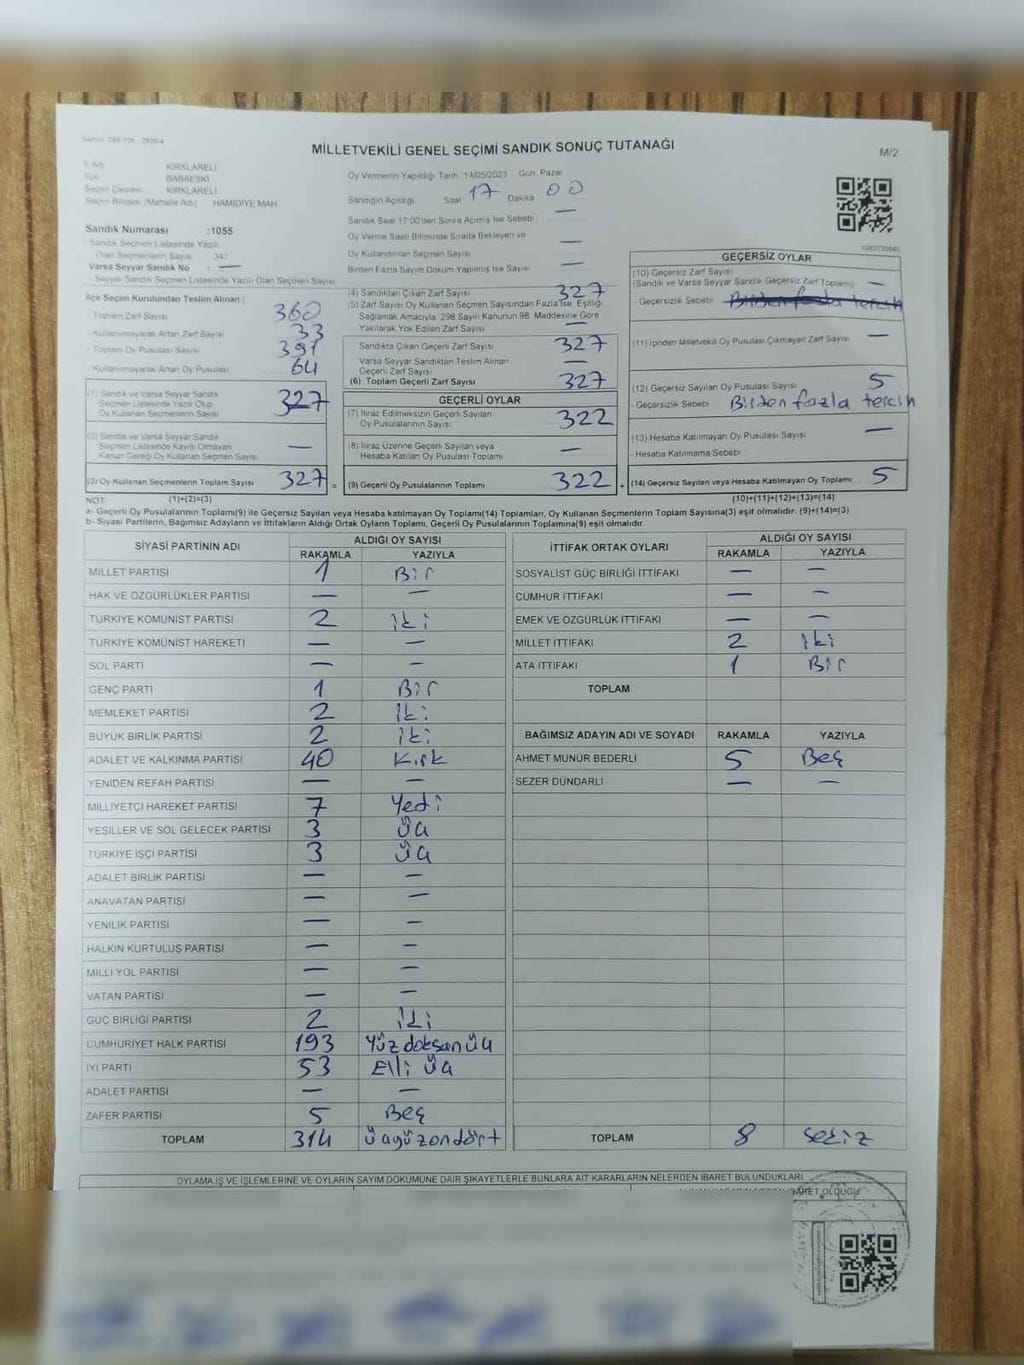 MİLLETVEKİLİ GENEL SEÇİMİ SANDIK SONUÇ TUTANAĞI
M/2
KIRKLARELİ
İlçe BABAESKİ
Seçim Çevresi KIRKLARELİ
Seçim Bölgesi (Mahalle Adı) HAMİDİYE MAH.
Oy Vermenin Yapıldığı Tarih: 14/05/2023 Gün: Pazar
Sandığın Açıldığı Saat 17 Dakika 00
Sandık Saat 17:00'den Sonra Açılmış İse Sebebi —
Oy Verme Saati Bitiminde Sırada Bekleyen ve
Oy Kullandırılan Seçmen Sayısı —
Birden Fazla Sayım Döküm Yapılmış İse Sayısı —
Sandık Numarası :1055
Sandık Seçmen Listesinde Yazılı
Olan Seçmenlerin Sayısı
Varsa Seyyar Sandık No : —
Seyyar Sandık Seçmen Listesinde Yazılı Olan Seçmen Sayısı
İlçe Seçim Kurulundan Teslim Alınan
- Toplam Zarf Sayısı 360
- Kullanılmayarak Artan Zarf Sayısı 33
- Toplam Oy Pusulası Sayısı 391
- Kullanılmayarak Artan Oy Pusulası 64
(1) Sandık ve Varsa Seyyar Sandık
Seçmen Listesinde Yazılı Olup
Oy Kullanan Seçmenlerin Sayısı 327
(2) Sandık ve Varsa Seyyar Sandık
Seçmen Listesinde Kayıtlı Olmayan
Kanun Gereği Oy Kullanan Seçmen Sayısı —
(3) Oy Kullanan Seçmenlerin Toplam Sayısı 327 =
(4) Sandıktan Çıkan Zarf Sayısı 327
(5) Zarf Sayısı Oy Kullanan Seçmen Sayısından Fazla İse, Eşitliği
Sağlamak Amacıyla, 298 Sayılı Kanunun 98. Maddesine Göre
Yakılarak Yok Edilen Zarf Sayısı —
Sandıkta Çıkan Geçerli Zarf Sayısı 327
Varsa Seyyar Sandıktan Teslim Alınan
Geçerli Zarf Sayısı —
(6) Toplam Geçerli Zarf Sayısı 327
GEÇERLİ OYLAR
(7) İtiraz Edilmeksizin Geçerli Sayılan
Oy Pusulalarının Sayısı 322
(8) İtiraz Üzerine Geçerli Sayılan veya
Hesaba Katılan Oy Pusulası Toplamı —
(9) Geçerli Oy Pusulalarının Toplamı 322 +
GEÇERSİZ OYLAR
(10) Geçersiz Zarf Sayısı
(Sandık ve Varsa Seyyar Sandık Geçersiz Zarf Toplamı) —
- Geçersizlik Sebebi Birden fazla tercih
(11) İçinden Milletvekili Oy Pusulası Çıkmayan Zarf Sayısı —
(12) Geçersiz Sayılan Oy Pusulası Sayısı 5
- Geçersizlik Sebebi Birden fazla tercih
(13) Hesaba Katılmayan Oy Pusulası Sayısı —
- Hesaba Katılmama Sebebi
(14) Geçersiz Sayılan veya Hesaba Katılmayan Oy Toplamı 5
NOT: (1)+(2)=(3) (10)+(11)+(12)+(13)=(14)
a- Geçerli Oy Pusulalarının Toplamı(9) ile Geçersiz Sayılan veya Hesaba katılmayan Oy Toplamı(14) Toplamları, Oy Kullanan Seçmenlerin Toplam Sayısına(3) eşit olmalıdır. (9)+(14)=(3)
b- Siyasi Partilerin, Bağımsız Adayların ve İttifakların Aldığı Ortak Oyların Toplamı, Geçerli Oy Pusulalarının Toplamına(9) eşit olmalıdır.
SİYASİ PARTİNİN ADI ALDIĞI OY SAYISI
RAKAMLA YAZIYLA
MİLLET PARTİSİ 1 Bir
HAK VE ÖZGÜRLÜKLER PARTİSİ — —
TÜRKİYE KOMÜNİST PARTİSİ 2 iki
TÜRKİYE KOMÜNİST HAREKETİ — —
SOL PARTİ — —
GENÇ PARTİ 1 Bir
MEMLEKET PARTİSİ 2 iki
BÜYÜK BİRLİK PARTİSİ 2 iki
ADALET VE KALKINMA PARTİSİ 40 Kırk
YENİDEN REFAH PARTİSİ — —
MİLLİYETÇİ HAREKET PARTİSİ 7 Yedi
YEŞİLLER VE SOL GELECEK PARTİSİ 3 Üç
TÜRKİYE İŞÇİ PARTİSİ 3 Üç
ADALET BİRLİK PARTİSİ — —
ANAVATAN PARTİSİ — —
YENİLİK PARTİSİ — —
HALKIN KURTULUŞ PARTİSİ — —
MİLLİ YOL PARTİSİ — —
VATAN PARTİSİ — —
GÜÇ BİRLİĞİ PARTİSİ 2 iki
CUMHURİYET HALK PARTİSİ 193 Yüzdoksanüç
İYİ PARTİ 53 Elli üç
ADALET PARTİSİ — —
ZAFER PARTİSİ 5 Beş
TOPLAM 314 üçyüzondört
İTTİFAK ORTAK OYLARI ALDIĞI OY SAYISI
RAKAMLA YAZIYLA
SOSYALİST GÜÇ BİRLİĞİ İTTİFAKI — —
CUMHUR İTTİFAKI — —
EMEK VE ÖZGÜRLÜK İTTİFAKI — —
MİLLET İTTİFAKI 2 iki
ATA İTTİFAKI 1 Bir
TOPLAM
BAĞIMSIZ ADAYIN ADI VE SOYADI RAKAMLA YAZIYLA
AHMET MÜNÜR BEDERLİ 5 Beş
SEZER DÜNDARLI — —
TOPLAM 8 sekiz
OYLAMA İŞ VE İŞLEMLERİNE VE OYLARIN SAYIM DÖKÜMÜNE DAİR ŞİKAYETLERLE BUNLARA AİT KARARLARIN NELERDEN İBARET BULUNDUKLARI